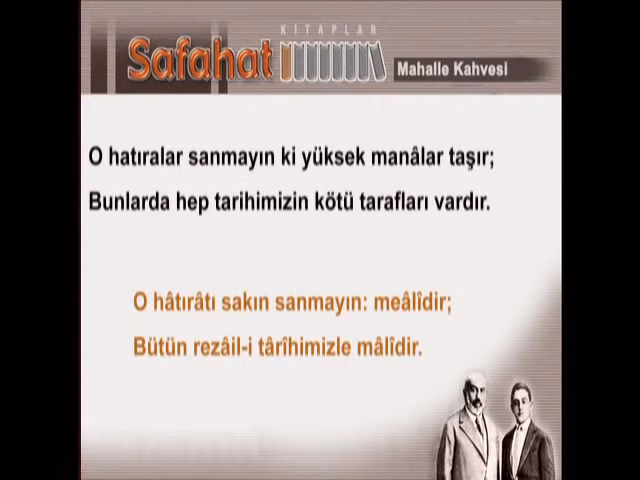 KİTAPLAR
Safahat
Mahalle Kahvesi
O hatıralar sanmayın ki yüksek manâlar taşır;
Bunlarda hep tarihimizin kötü tarafları vardır.
O hâtırâtı sakın sanmayın: meâlîdir;
Bütün rezâil-i târîhimizle mâlîdir.